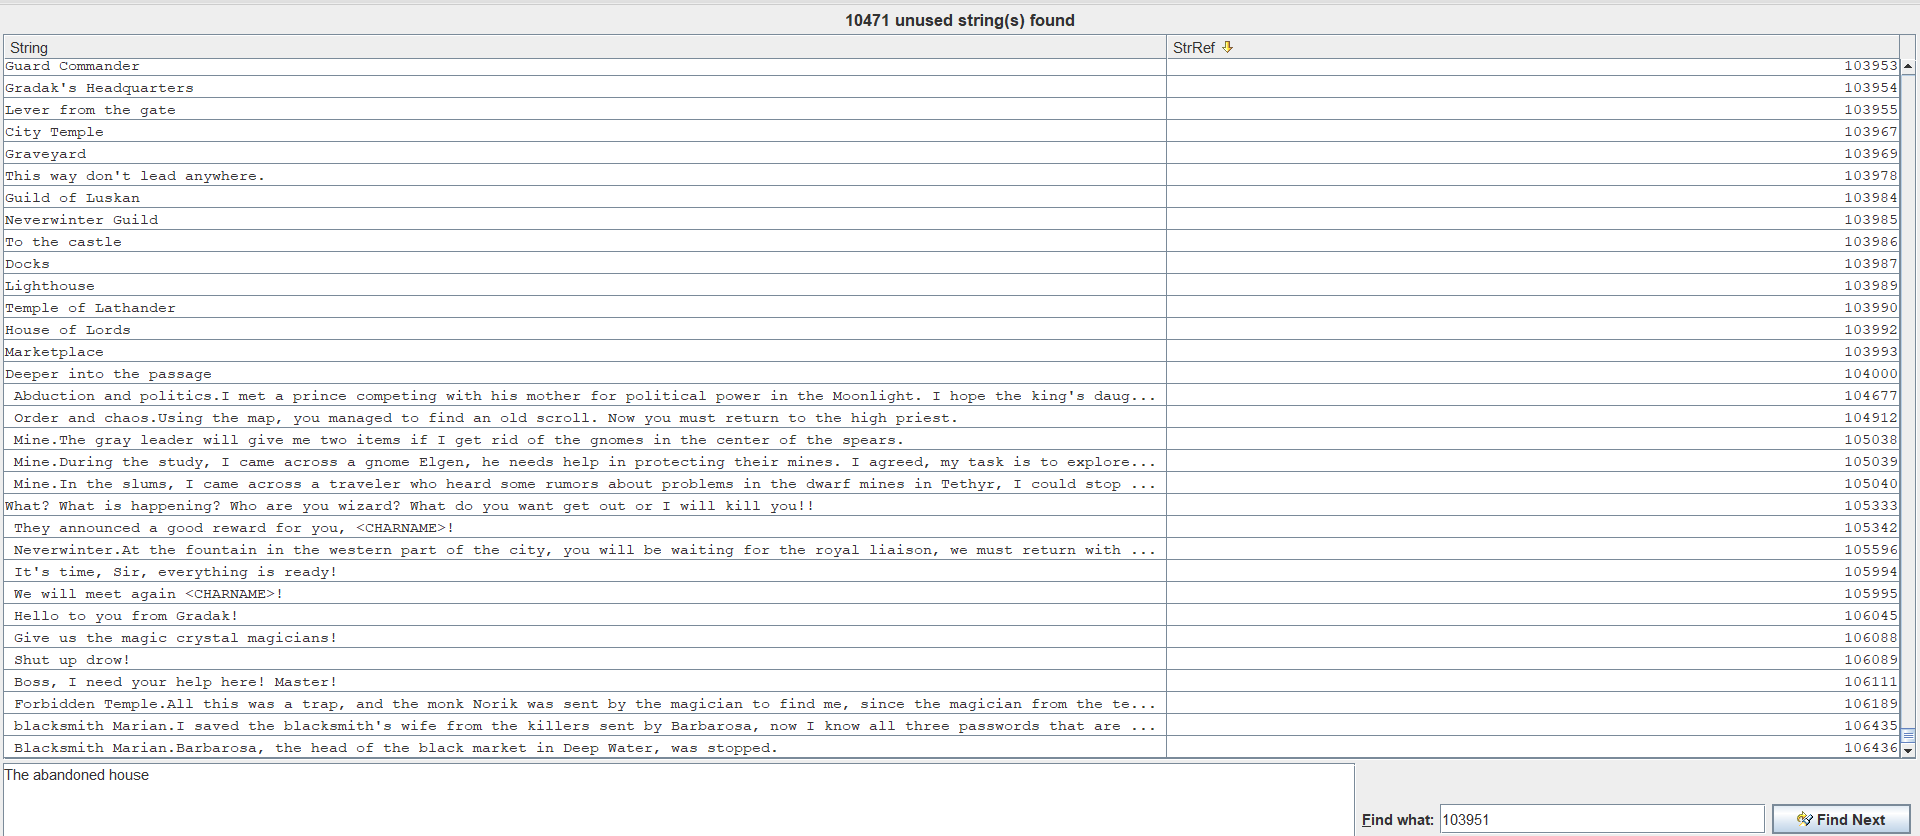 10471 unused string(s) found
String StrRef
Guard Commander 103953
Gradak's Headquarters 103954
Lever from the gate 103955
City Temple 103967
Graveyard 103969
This way don't lead anywhere. 103978
Guild of Luskan 103984
Neverwinter Guild 103985
To the castle 103986
Docks 103987
Lighthouse 103989
Temple of Lathander 103990
House of Lords 103992
Marketplace 103993
Deeper into the passage 104000
Abduction and politics.I met a prince competing with his mother for political power in the Moonlight. I hope the king's daug... 104677
Order and chaos.Using the map, you managed to find an old scroll. Now you must return to the high priest. 104912
Mine.The gray leader will give me two items if I get rid of the gnomes in the center of the spears. 105038
Mine.During the study, I came across a gnome Elgen, he needs help in protecting their mines. I agreed, my task is to explore... 105039
Mine.In the slums, I came across a traveler who heard some rumors about problems in the dwarf mines in Tethyr, I could stop ... 105040
What? What is happening? Who are you wizard? What do you want get out or I will kill you!! 105333
They announced a good reward for you, <CHARNAME>! 105342
Neverwinter.At the fountain in the western part of the city, you will be waiting for the royal liaison, we must return with ... 105596
It's time, Sir, everything is ready! 105994
We will meet again <CHARNAME>! 105995
Hello to you from Gradak! 106045
Give us the magic crystal magicians! 106088
Shut up drow! 106089
Boss, I need your help here! Master! 106111
Forbidden Temple.All this was a trap, and the monk Norik was sent by the magician to find me, since the magician from the te... 106189
blacksmith Marian.I saved the blacksmith's wife from the killers sent by Barbarosa, now I know all three passwords that are ... 106435
Blacksmith Marian.Barbarosa, the head of the black market in Deep Water, was stopped. 106436
The abandoned house
Find what: 103951 Find Next